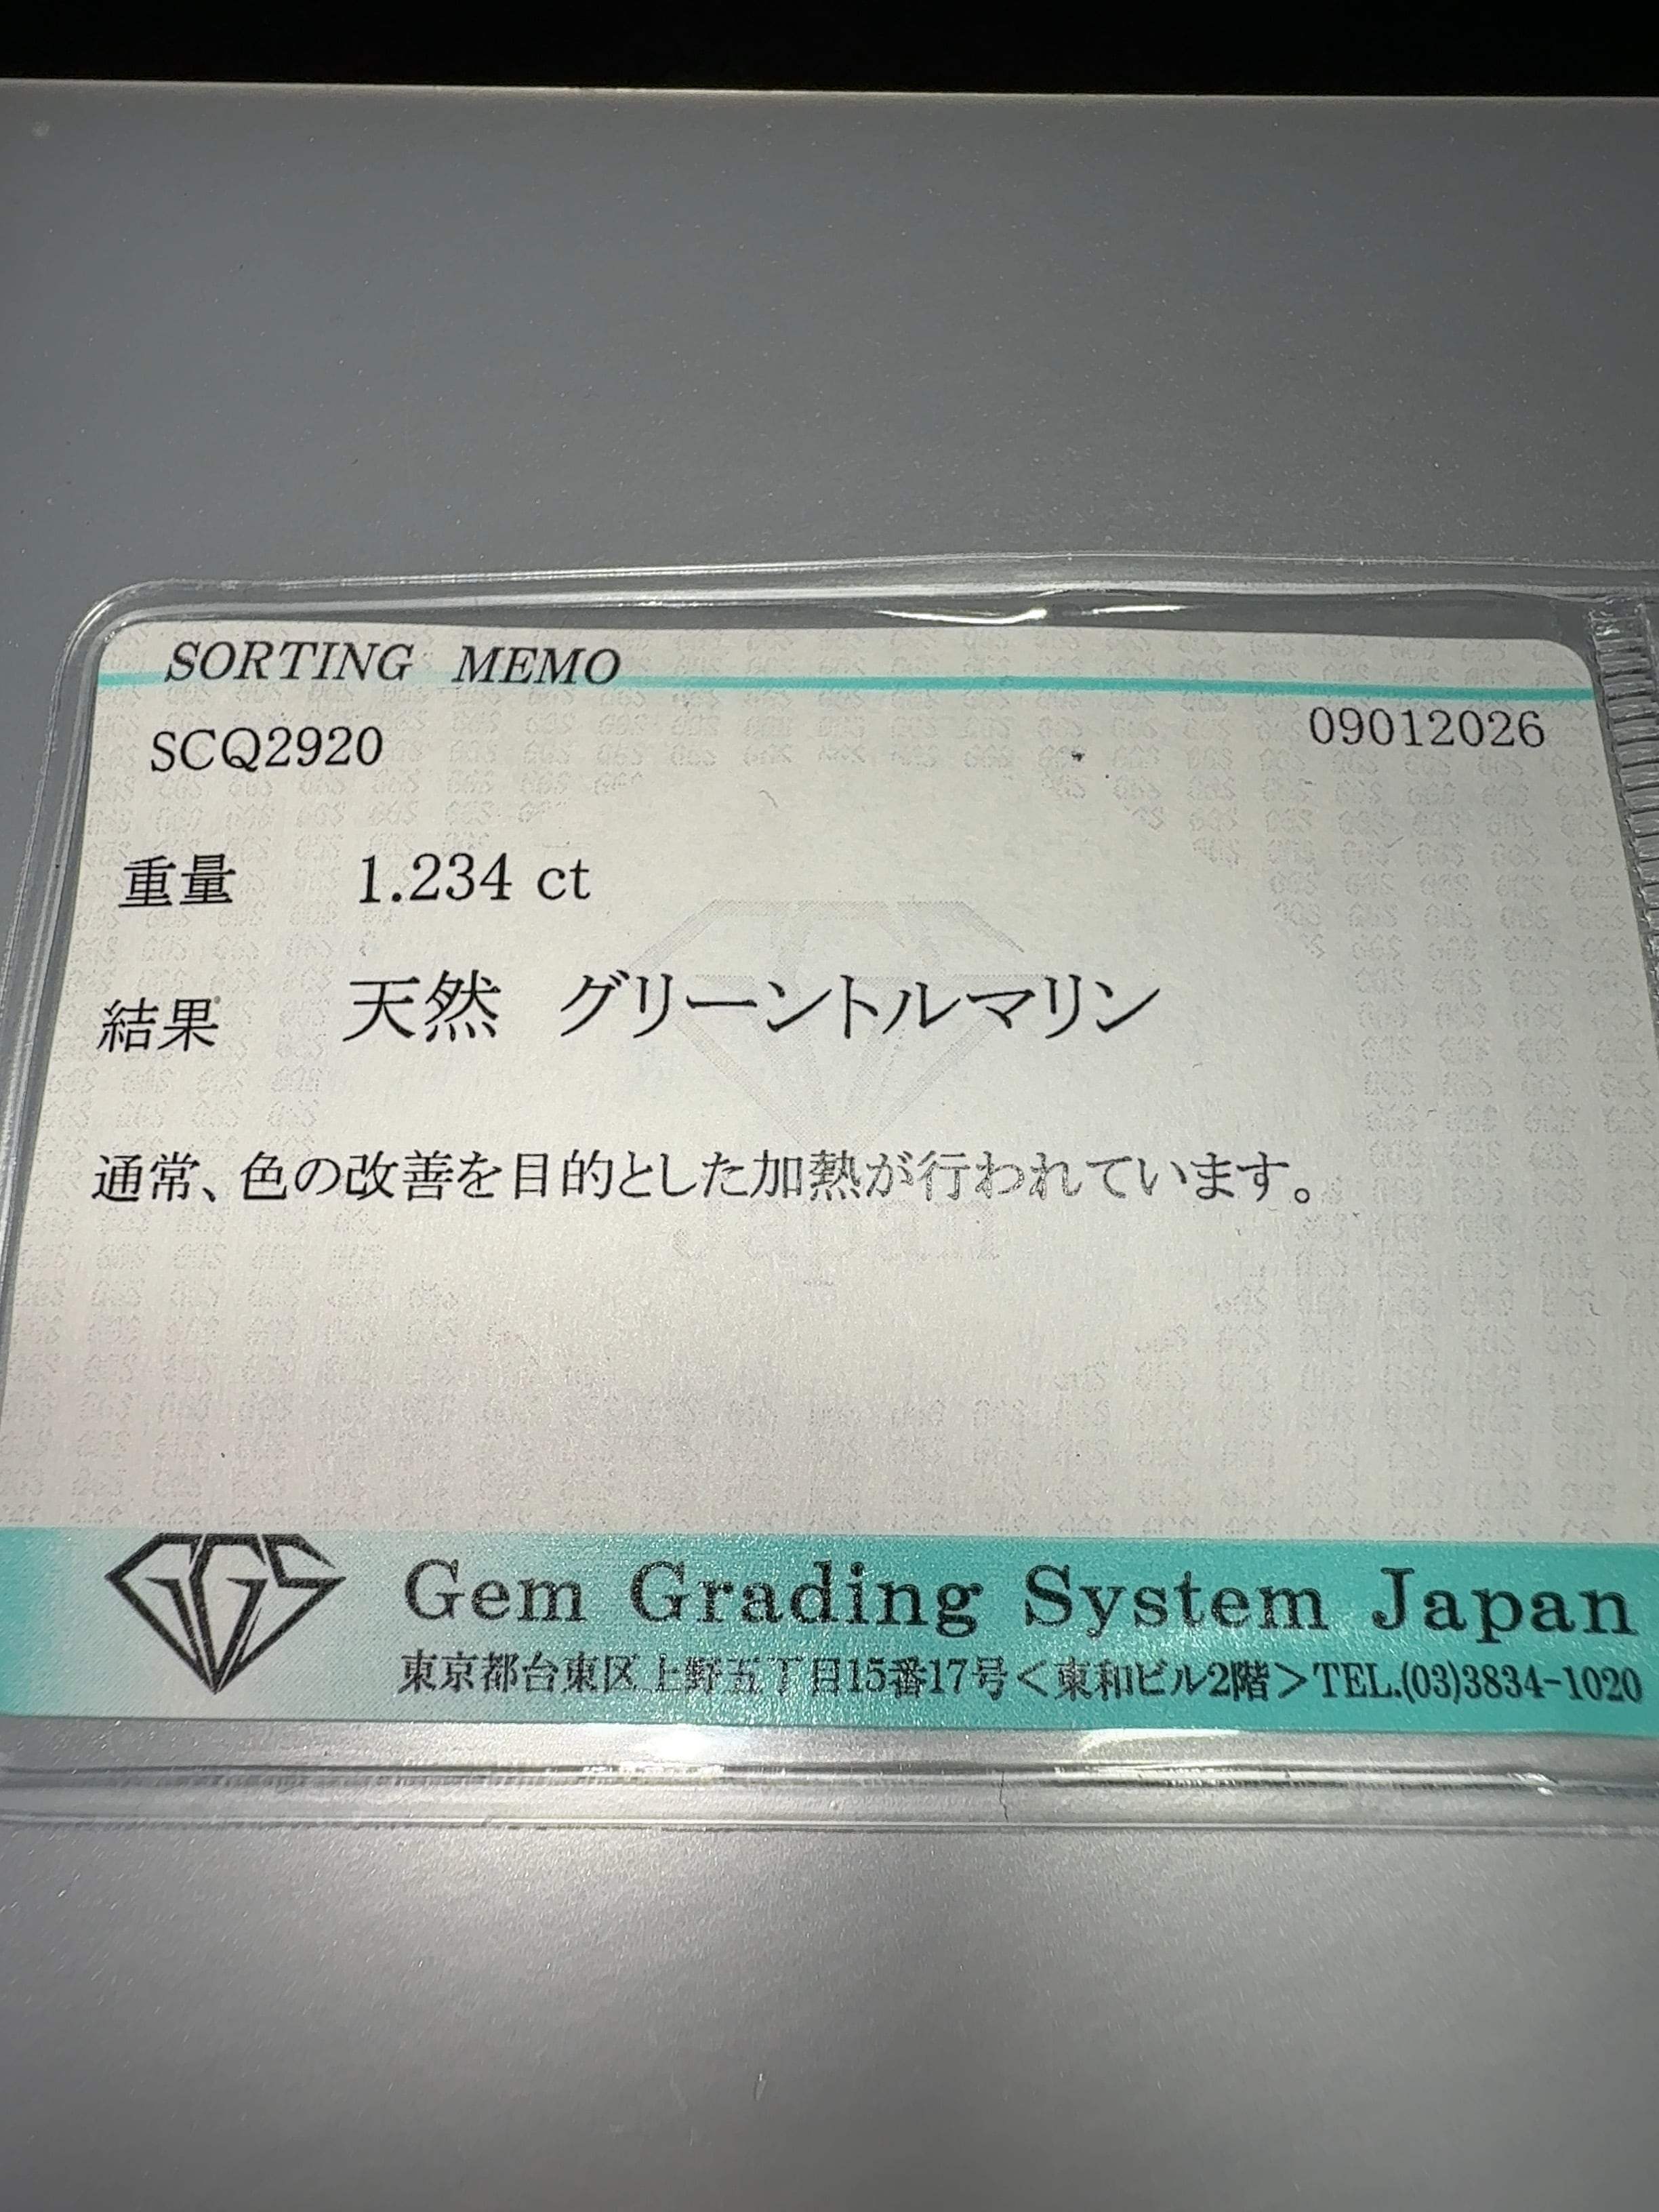 SORTING MEMO
SCQ2920 09012026
重量 1.234 ct
結果 天然 グリーントルマリン
通常、色の改善を目的とした加熱が行われています。
Japan
GGS Gem Grading System Japan
東京都台東区上野五丁目15番17号<東和ビル2階>TEL.(03)3834-1020